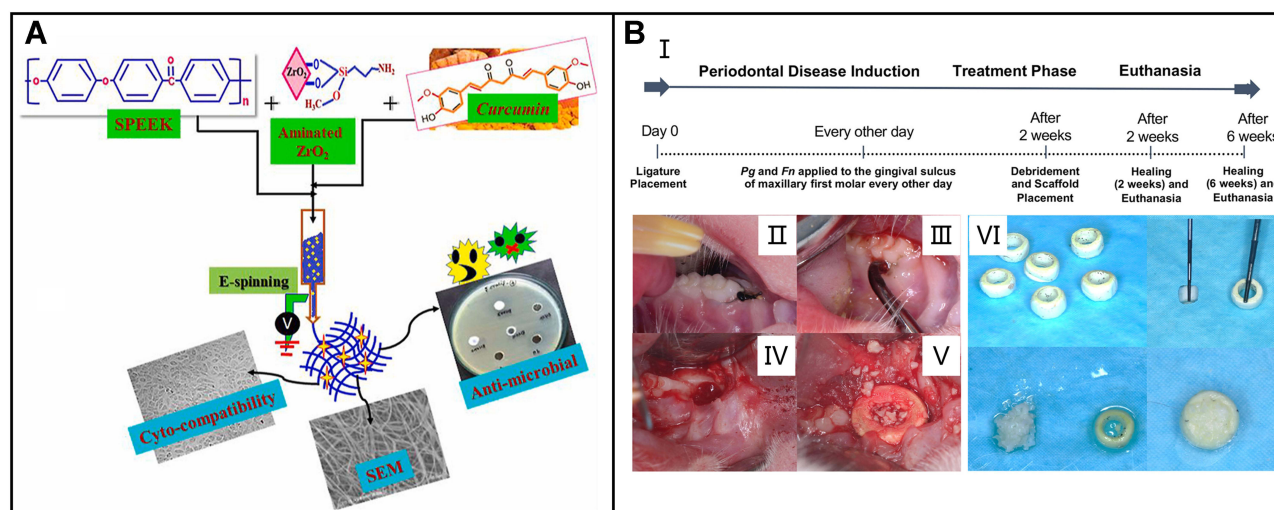 A
O
C
O
O
n
SPEEK
+
ZrO2
O
O
Si
NH2
O
H3C
Aminated
ZrO2
+
O
O
O
O
HO
OH
Curcumin
E-spinning
V
Anti-microbial
Cyto-compatibility
SEM
B
I
Periodontal Disease Induction
Treatment Phase
Euthanasia
Day 0
Every other day
After
2 weeks
After
2 weeks
After
6 weeks
Ligature
Placement
Pg and Fn applied to the gingival sulcus
of maxillary first molar every other day
Debridement
and Scaffold
Placement
Healing
(2 weeks) and
Euthanasia
Healing
(6 weeks) an
Euthanasia
II
III
IV
V
VI